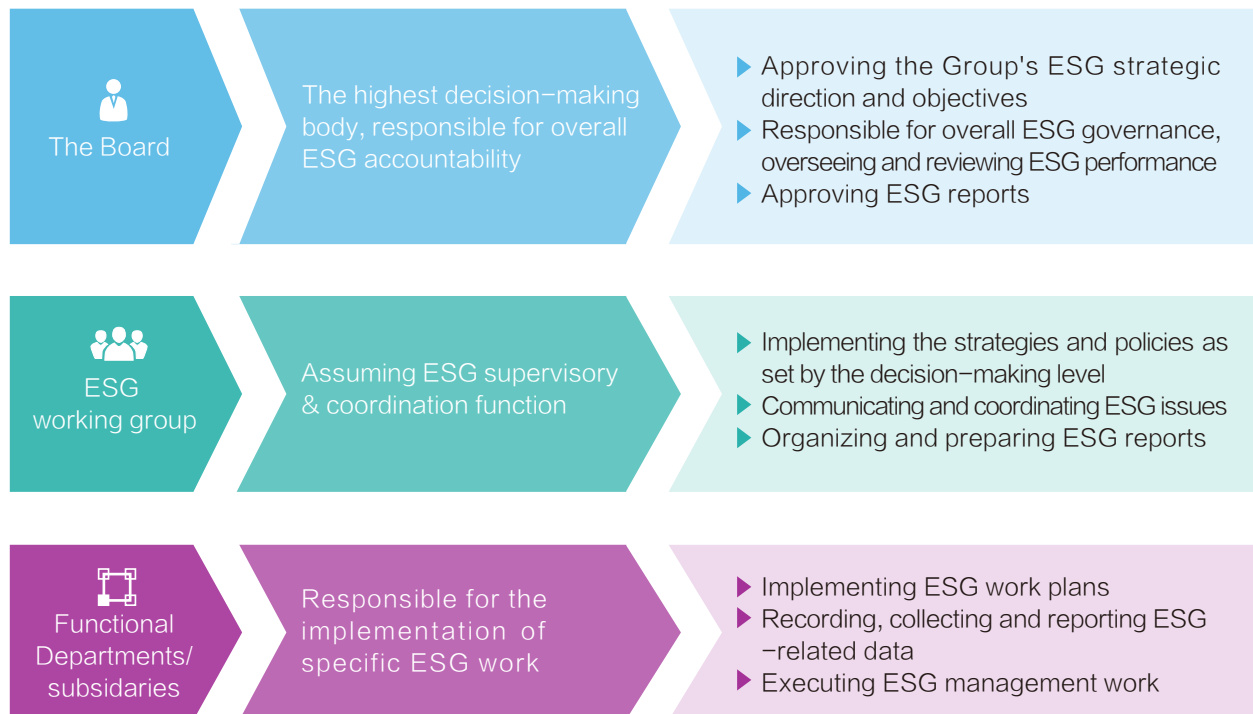 The Board
The highest decision-making
body, responsible for overall
ESG accountability
Approving the Group's ESG strategic
direction and objectives
Responsible for overall ESG governance,
overseeing and reviewing ESG performance
Approving ESG reports
ESG
working group
Assuming ESG supervisory
& coordination function
Implementing the strategies and policies as
set by the decision-making level
Communicating and coordinating ESG issues
Organizing and preparing ESG reports
Functional
Departments/
subsidaries
Responsible for the
implementation of
specific ESG work
Implementing ESG work plans
Recording, collecting and reporting ESG
-related data
Executing ESG management work